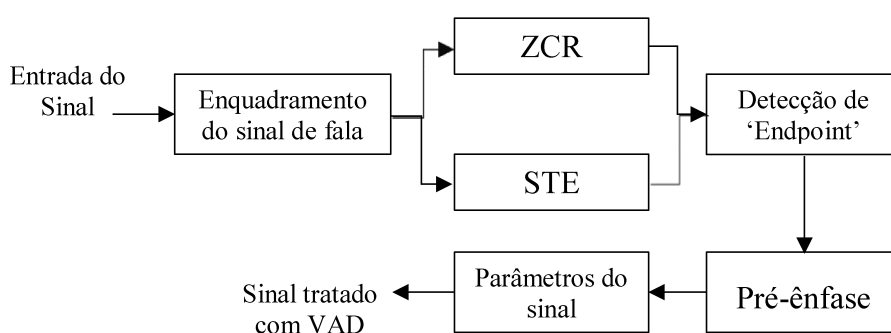 Entrada do
Sinal
Enquadramento
do sinal de fala
ZCR
STE
Detecção de
‘Endpoint’
Pré-ênfase
Parâmetros do
sinal
Sinal tratado
com VAD